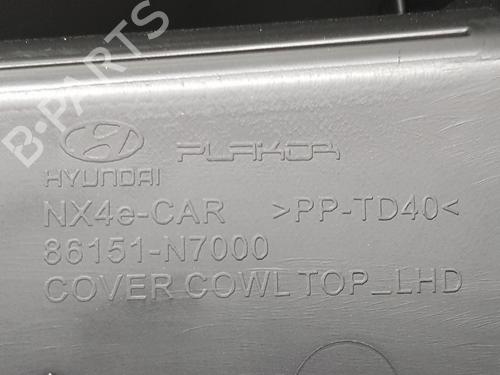 B-PARTS
HYUNDAI PLAKOR
NX4e-CAR >PP-TD40<
86151-N7000
COVER COWL TOP_LHD